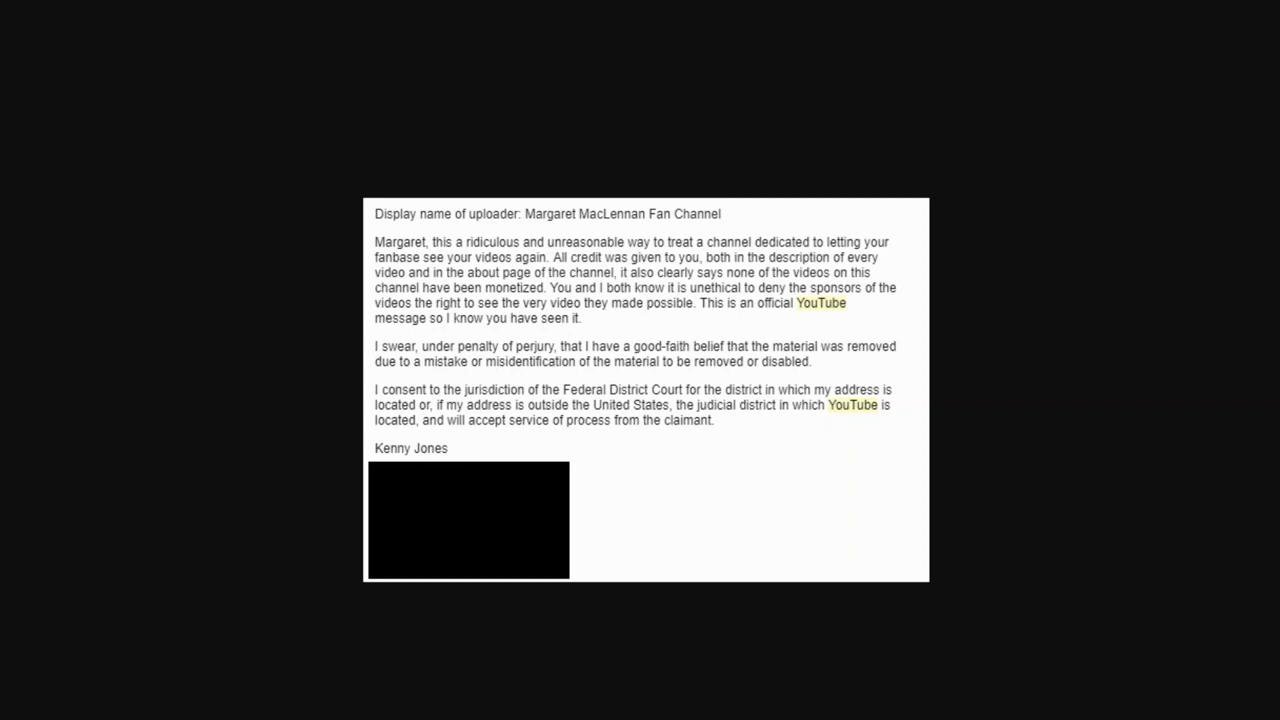 Display name of uploader: Margaret MacLennan Fan Channel
Margaret, this a ridiculous and unreasonable way to treat a channel dedicated to letting your
fanbase see your videos again. All credit was given to you, both in the description of every
video and in the about page of the channel, it also clearly says none of the videos on this
channel have been monetized. You and I both know it is unethical to deny the sponsors of the
videos the right to see the very video they made possible. This is an official YouTube
message so I know you have seen it.
I swear, under penalty of perjury, that I have a good-faith belief that the material was removed
due to a mistake or misidentification of the material to be removed or disabled.
I consent to the jurisdiction of the Federal District Court for the district in which my address is
located or, if my address is outside the United States, the judicial district in which YouTube is
located, and will accept service of process from the claimant.
Kenny Jones